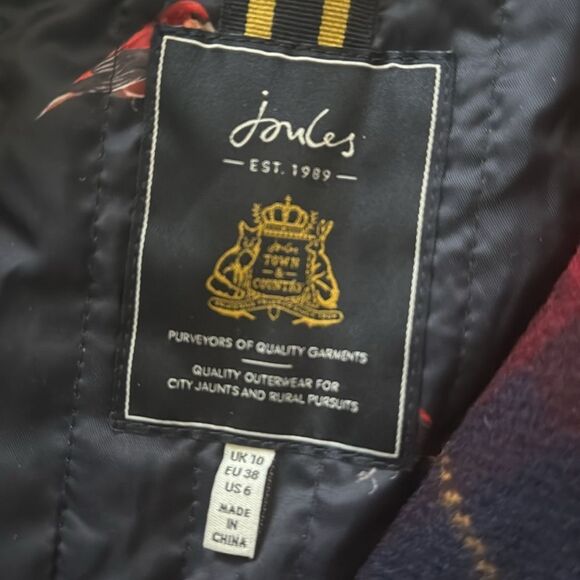 Joules
— EST. 1989 —
Joules
TOWN
&
COUNTRY
PURVEYORS OF QUALITY GARMENTS
QUALITY OUTERWEAR FOR
CITY JAUNTS AND RURAL PURSUITS
UK 10
EU 38
US 6
MADE
IN
CHINA